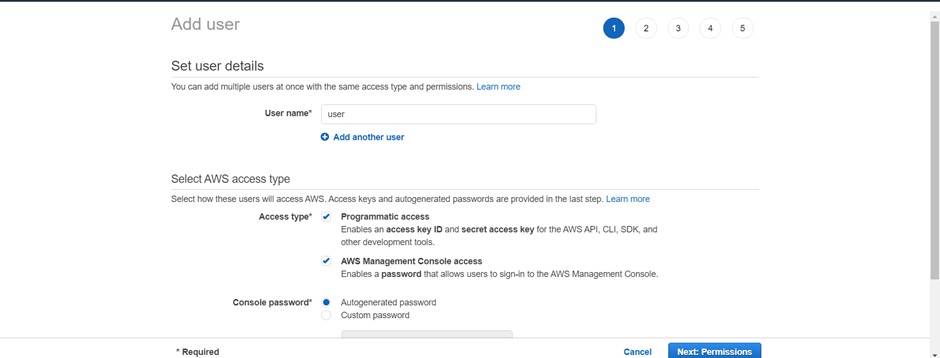 Add user
1 2 3 4 5
Set user details
You can add multiple users at once with the same access type and permissions. Learn more
User name* user
Add another user
Select AWS access type
Select how these users will access AWS. Access keys and autogenerated passwords are provided in the last step. Learn more
Access type* Programmatic access
Enables an access key ID and secret access key for the AWS API, CLI, SDK, and
other development tools.
AWS Management Console access
Enables a password that allows users to sign-in to the AWS Management Console.
Console password* Autogenerated password
Custom password
* Required Cancel Next: Permissions